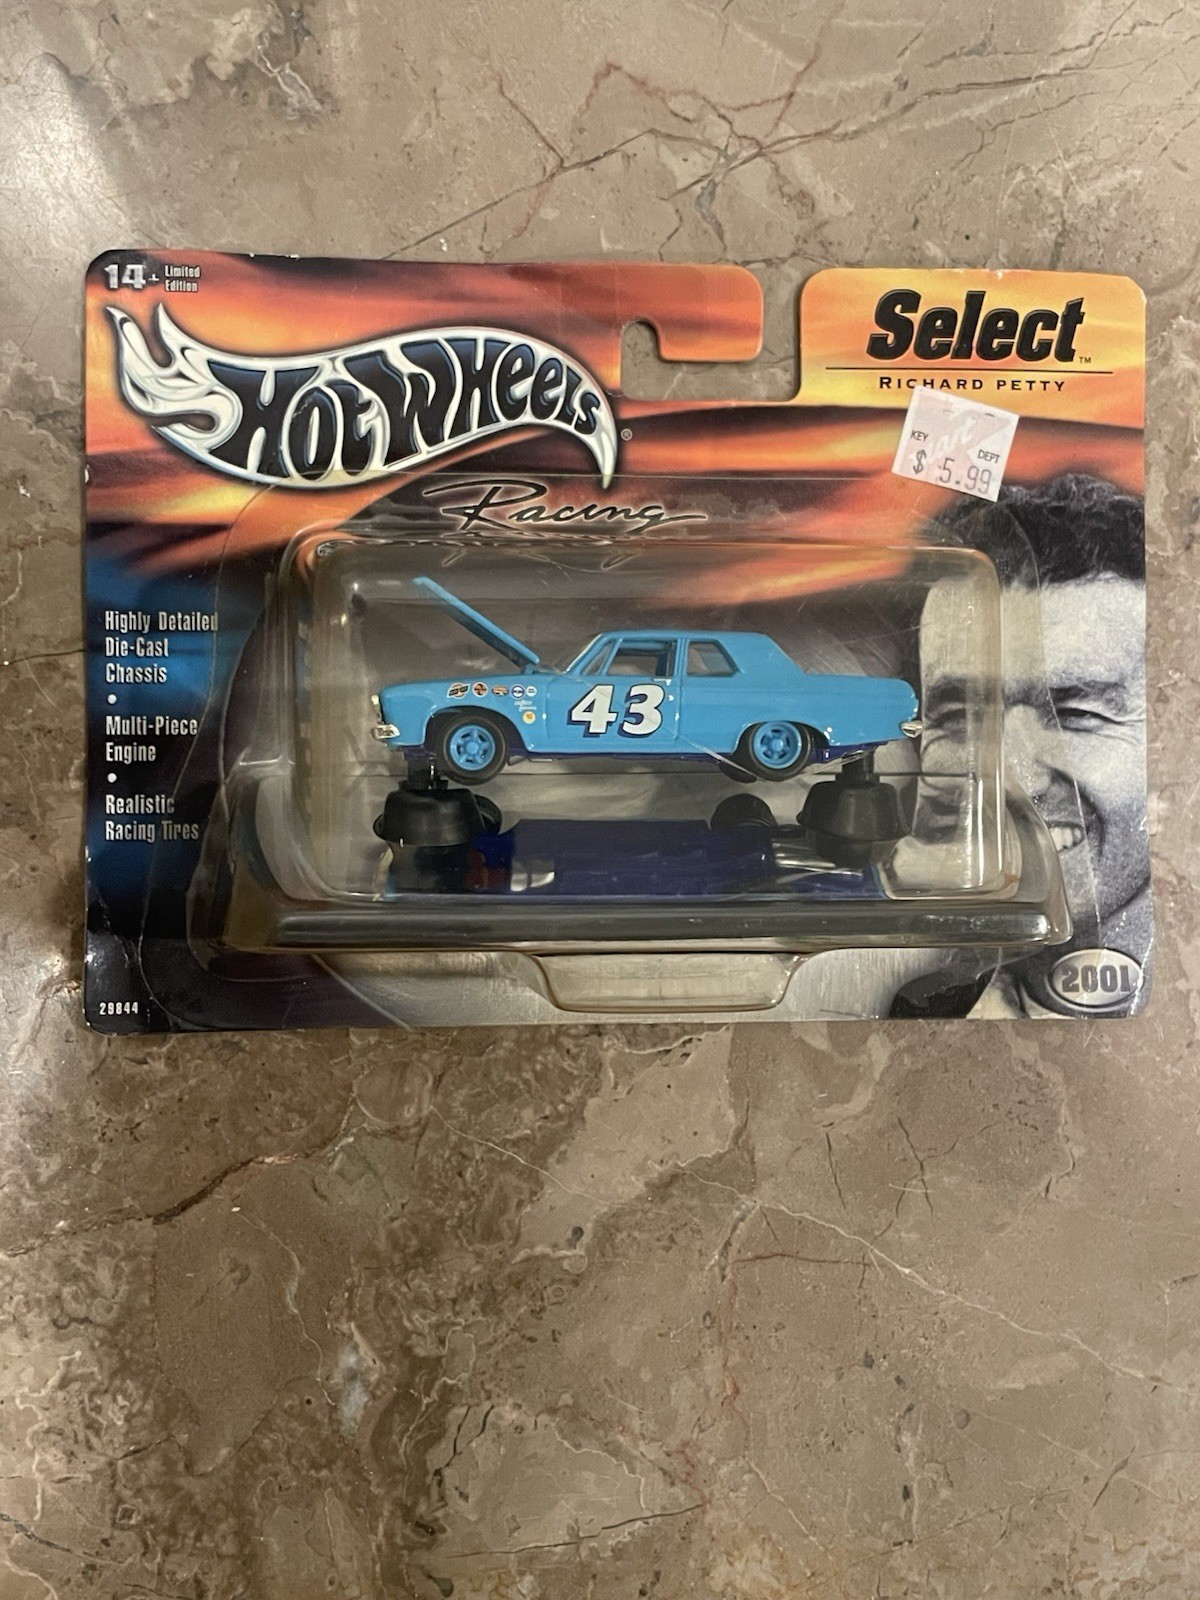 14+ Limited
Edition
Hot Wheels®
Racing
Select™
RICHARD PETTY
KEY
DEPT
$ 5.99
Highly Detailed
Die-Cast
Chassis
•
Multi-Piece
Engine
•
Realistic
Racing Tires
43
29844
2001